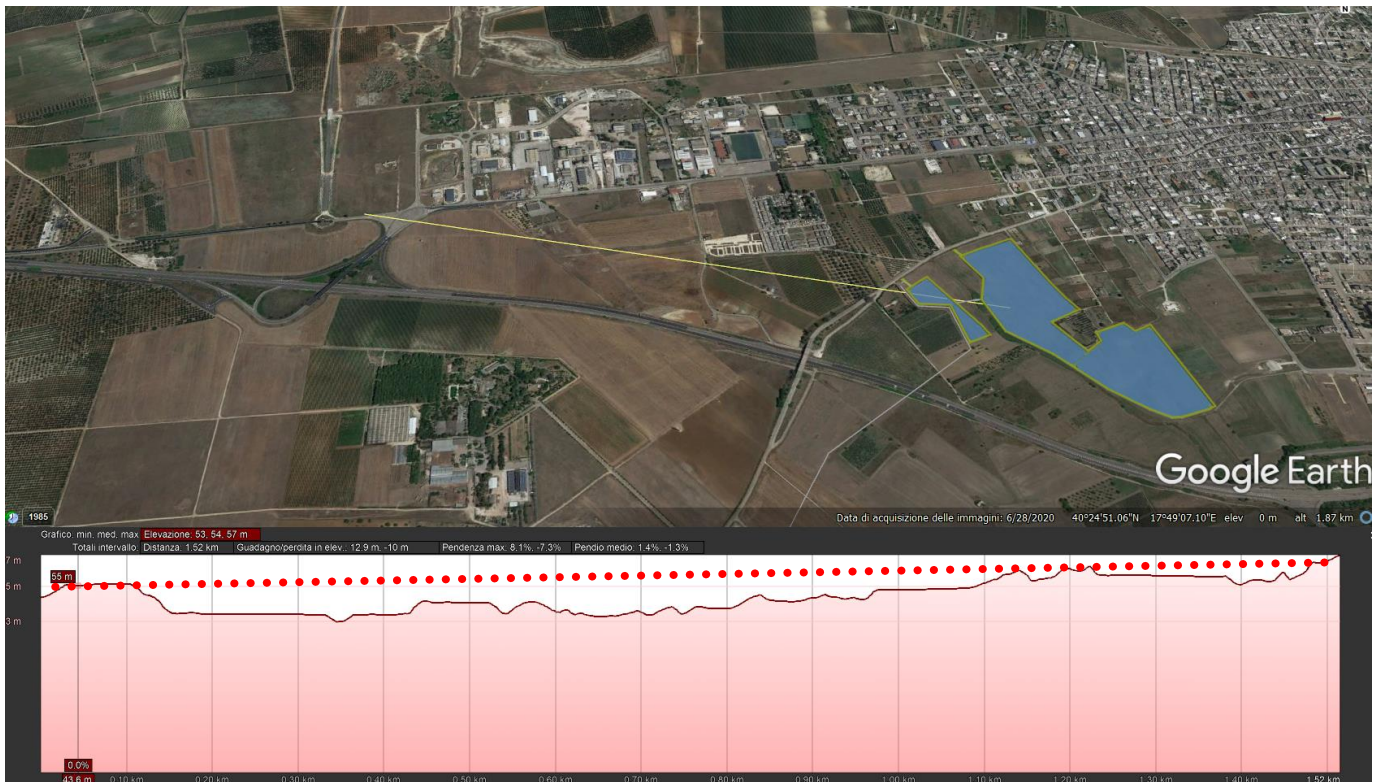 N
Google Earth
1985
Data di acquisizione delle immagini: 6/28/2020 40°24'51.06"N 17°49'07.10"E elev 0 m alt 1.87 km
Grafico: min. med. max Elevazione: 53, 54, 57 m
Totali intervallo: Distanza: 1.52 km Guadagno/perdita in elev.: 12.9 m, -10 m Pendenza max: 8.1%, -7.3% Pendio medio: 1.4%, -1.3%
7 m
55 m
5 m
3 m
0.0%
43.6 m 0.10 km 0.20 km 0.30 km 0.40 km 0.50 km 0.60 km 0.70 km 0.80 km 0.90 km 1.00 km 1.10 km 1.20 km 1.30 km 1.40 km 1.52 km